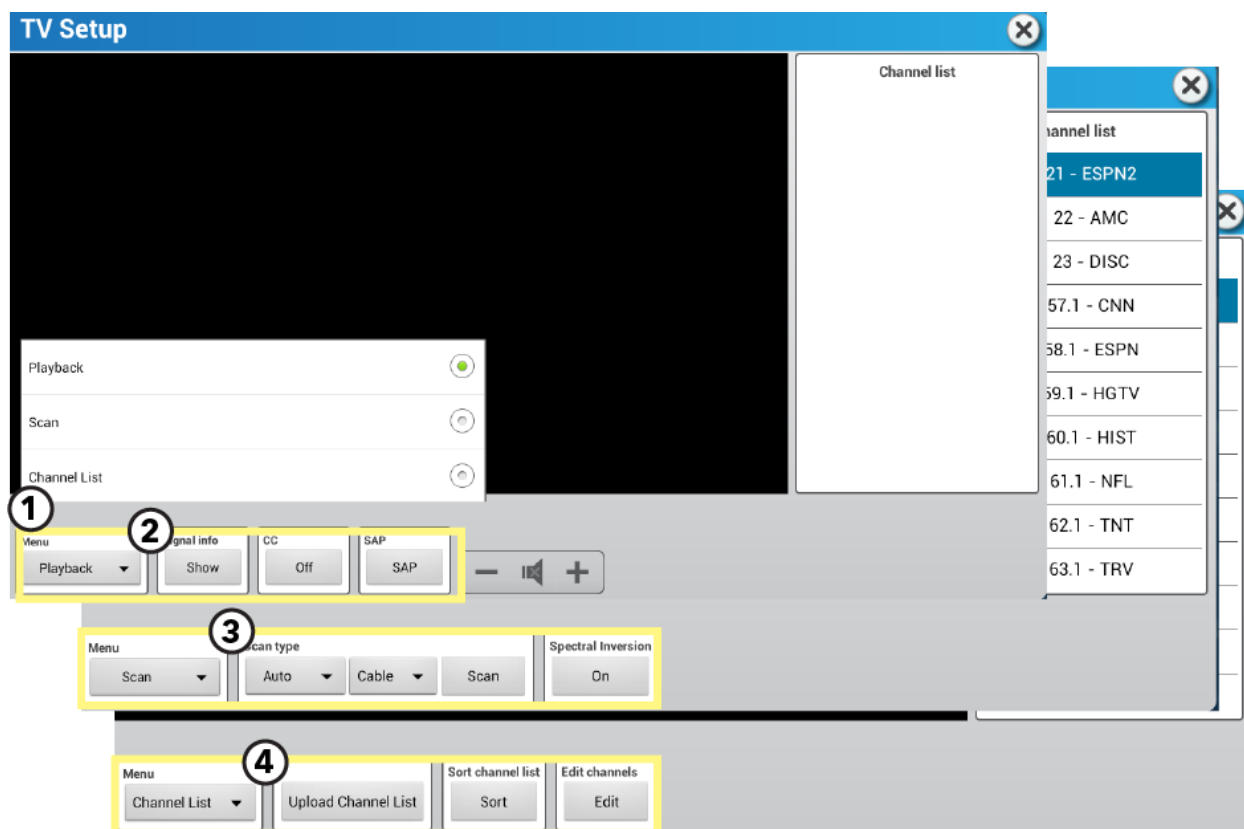 TV Setup
Channel list
Playback
Scan
Channel List
1
2
Menu
gnal info
CC
SAP
Playback
Show
Off
SAP
annel list
21 - ESPN2
22 - AMC
23 - DISC
57.1 - CNN
58.1 - ESPN
59.1 - HGTV
60.1 - HIST
61.1 - NFL
62.1 - TNT
63.1 - TRV
3
Menu
can type
Spectral Inversion
Scan
Auto
Cable
Scan
On
4
Menu
Sort channel list
Edit channels
Channel List
Upload Channel List
Sort
Edit